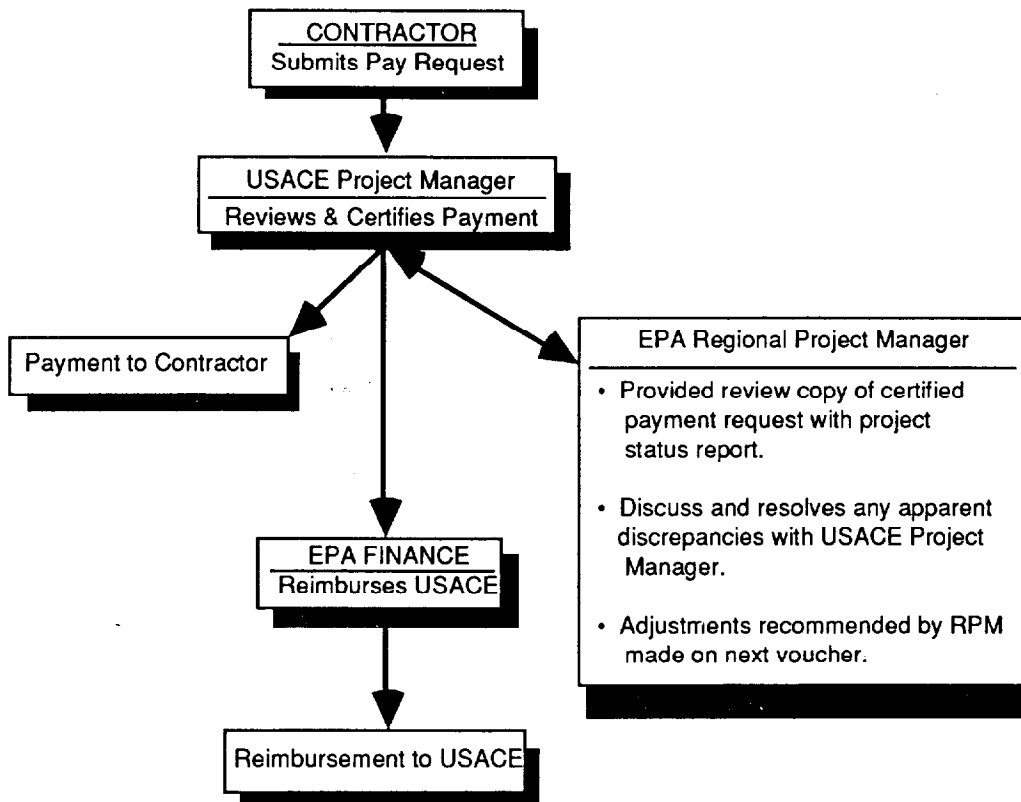 CONTRACTOR
Submits Pay Request
USACE Project Manager
Reviews & Certifies Payment
Payment to Contractor
EPA Regional Project Manager
• Provided review copy of certified
payment request with project
status report.
• Discuss and resolves any apparent
discrepancies with USACE Project
Manager.
• Adjustments recommended by RPM
made on next voucher.
EPA FINANCE
Reimburses USACE
Reimbursement to USACE